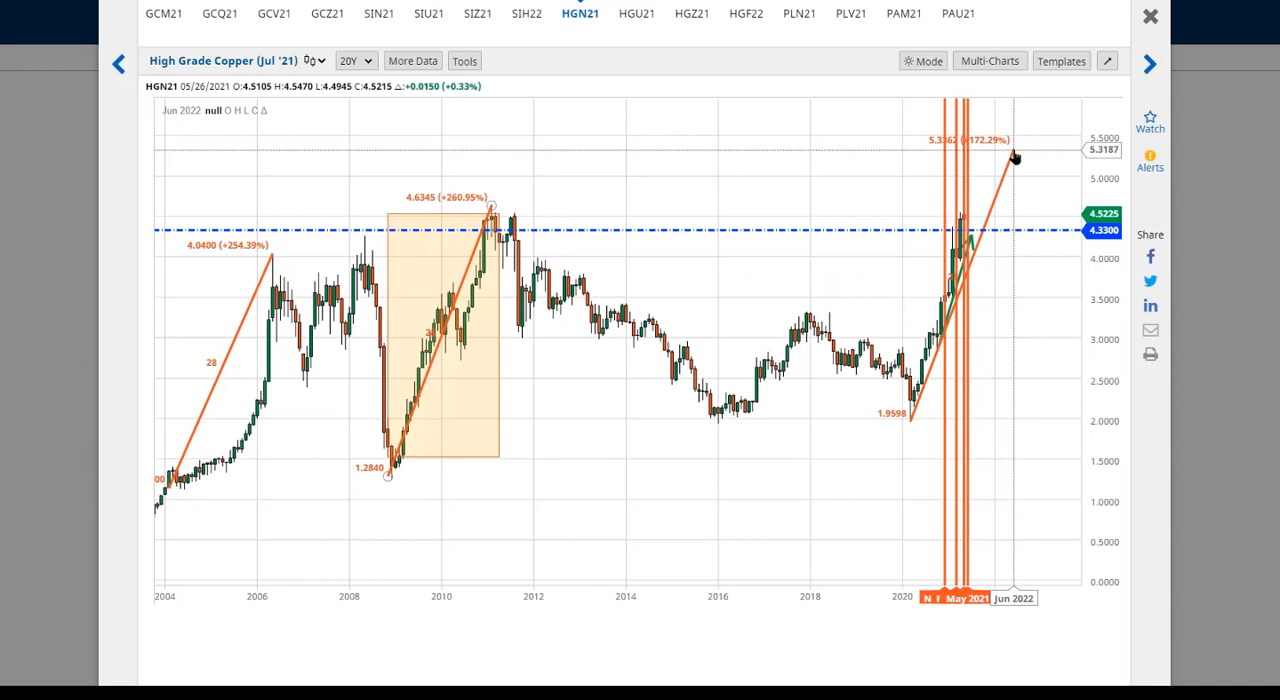 GCM21 GCQ21 GCV21 GCZ21 SIN21 SIU21 SIZ21 SIH22 HGN21 HGU21 HGZ21 HGF22 PLN21 PLV21 PAM21 PAU21
High Grade Copper (Jul '21) 20Y More Data Tools Mode Multi-Charts Templates
HGN21 05/26/2021 O:4.5105 H:4.5470 L:4.4945 C:4.5215 Δ:+0.0150 (+0.33%)
Jun 2022 null O H L C Δ
Watch
Alerts
Share
5.5000
5.3187
5.0000
4.5225
4.3300
4.0000
3.5000
3.0000
2.5000
2.0000
1.5000
1.0000
0.5000
0.0000
172.29%)
4.6345 (+260.95%)
4.0400 (+254.39%)
28
1.9598
1.2840
00
2004 2006 2008 2010 2012 2014 2016 2018 2020 N May 2021 Jun 2022